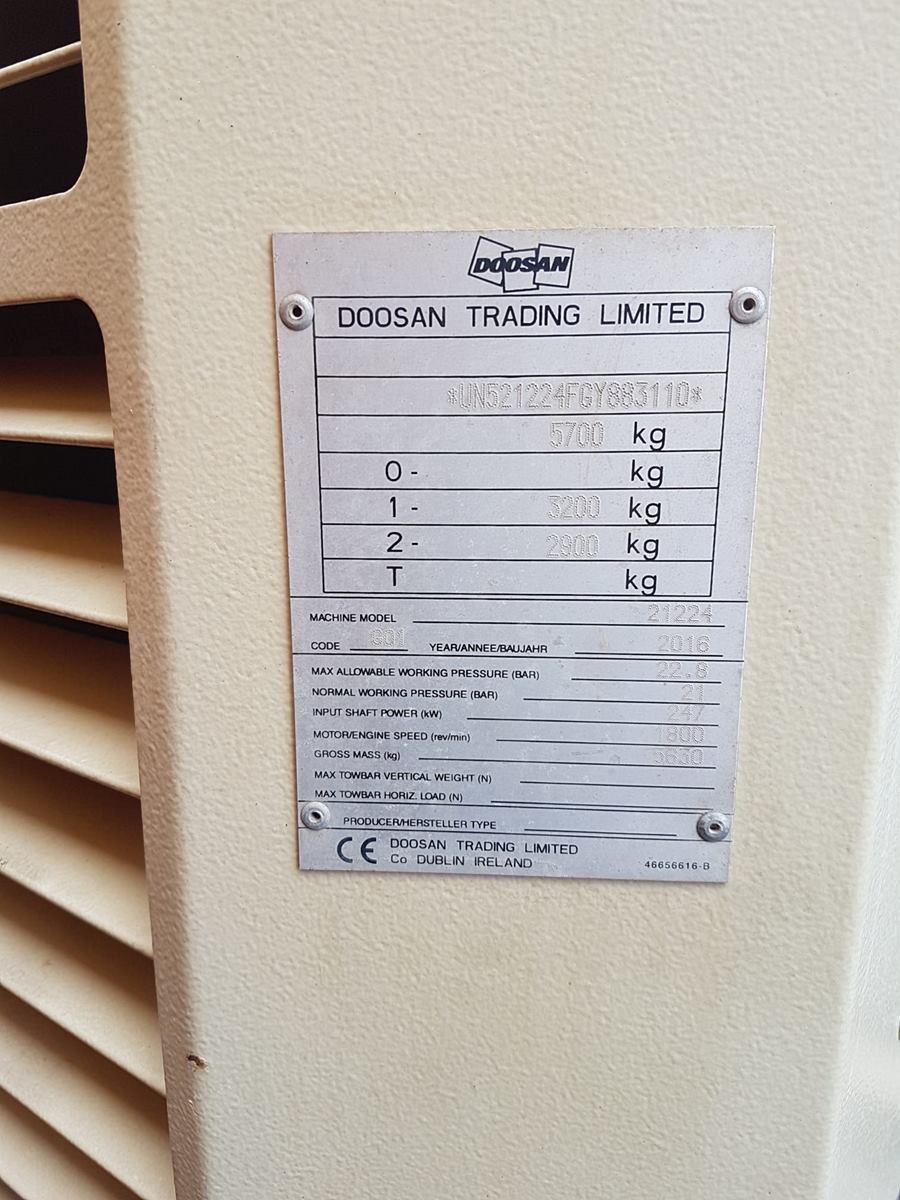 DOOSAN
DOOSAN TRADING LIMITED
*UN521224FGY883110*
5700 kg
0- kg
1- 3200 kg
2- 2900 kg
T kg
MACHINE MODEL 21224
CODE G01 YEAR/ANNEE/BAUJAHR 2016
MAX ALLOWABLE WORKING PRESSURE (BAR) 22.8
NORMAL WORKING PRESSURE (BAR) 21
INPUT SHAFT POWER (kW) 247
MOTOR/ENGINE SPEED (rev/min) 1800
GROSS MASS (kg) 5630
MAX TOWBAR VERTICAL WEIGHT (N)
MAX TOWBAR HORIZ. LOAD (N)
PRODUCER/HERSTELLER TYPE
CE DOOSAN TRADING LIMITED
Co DUBLIN IRELAND 46656616-B